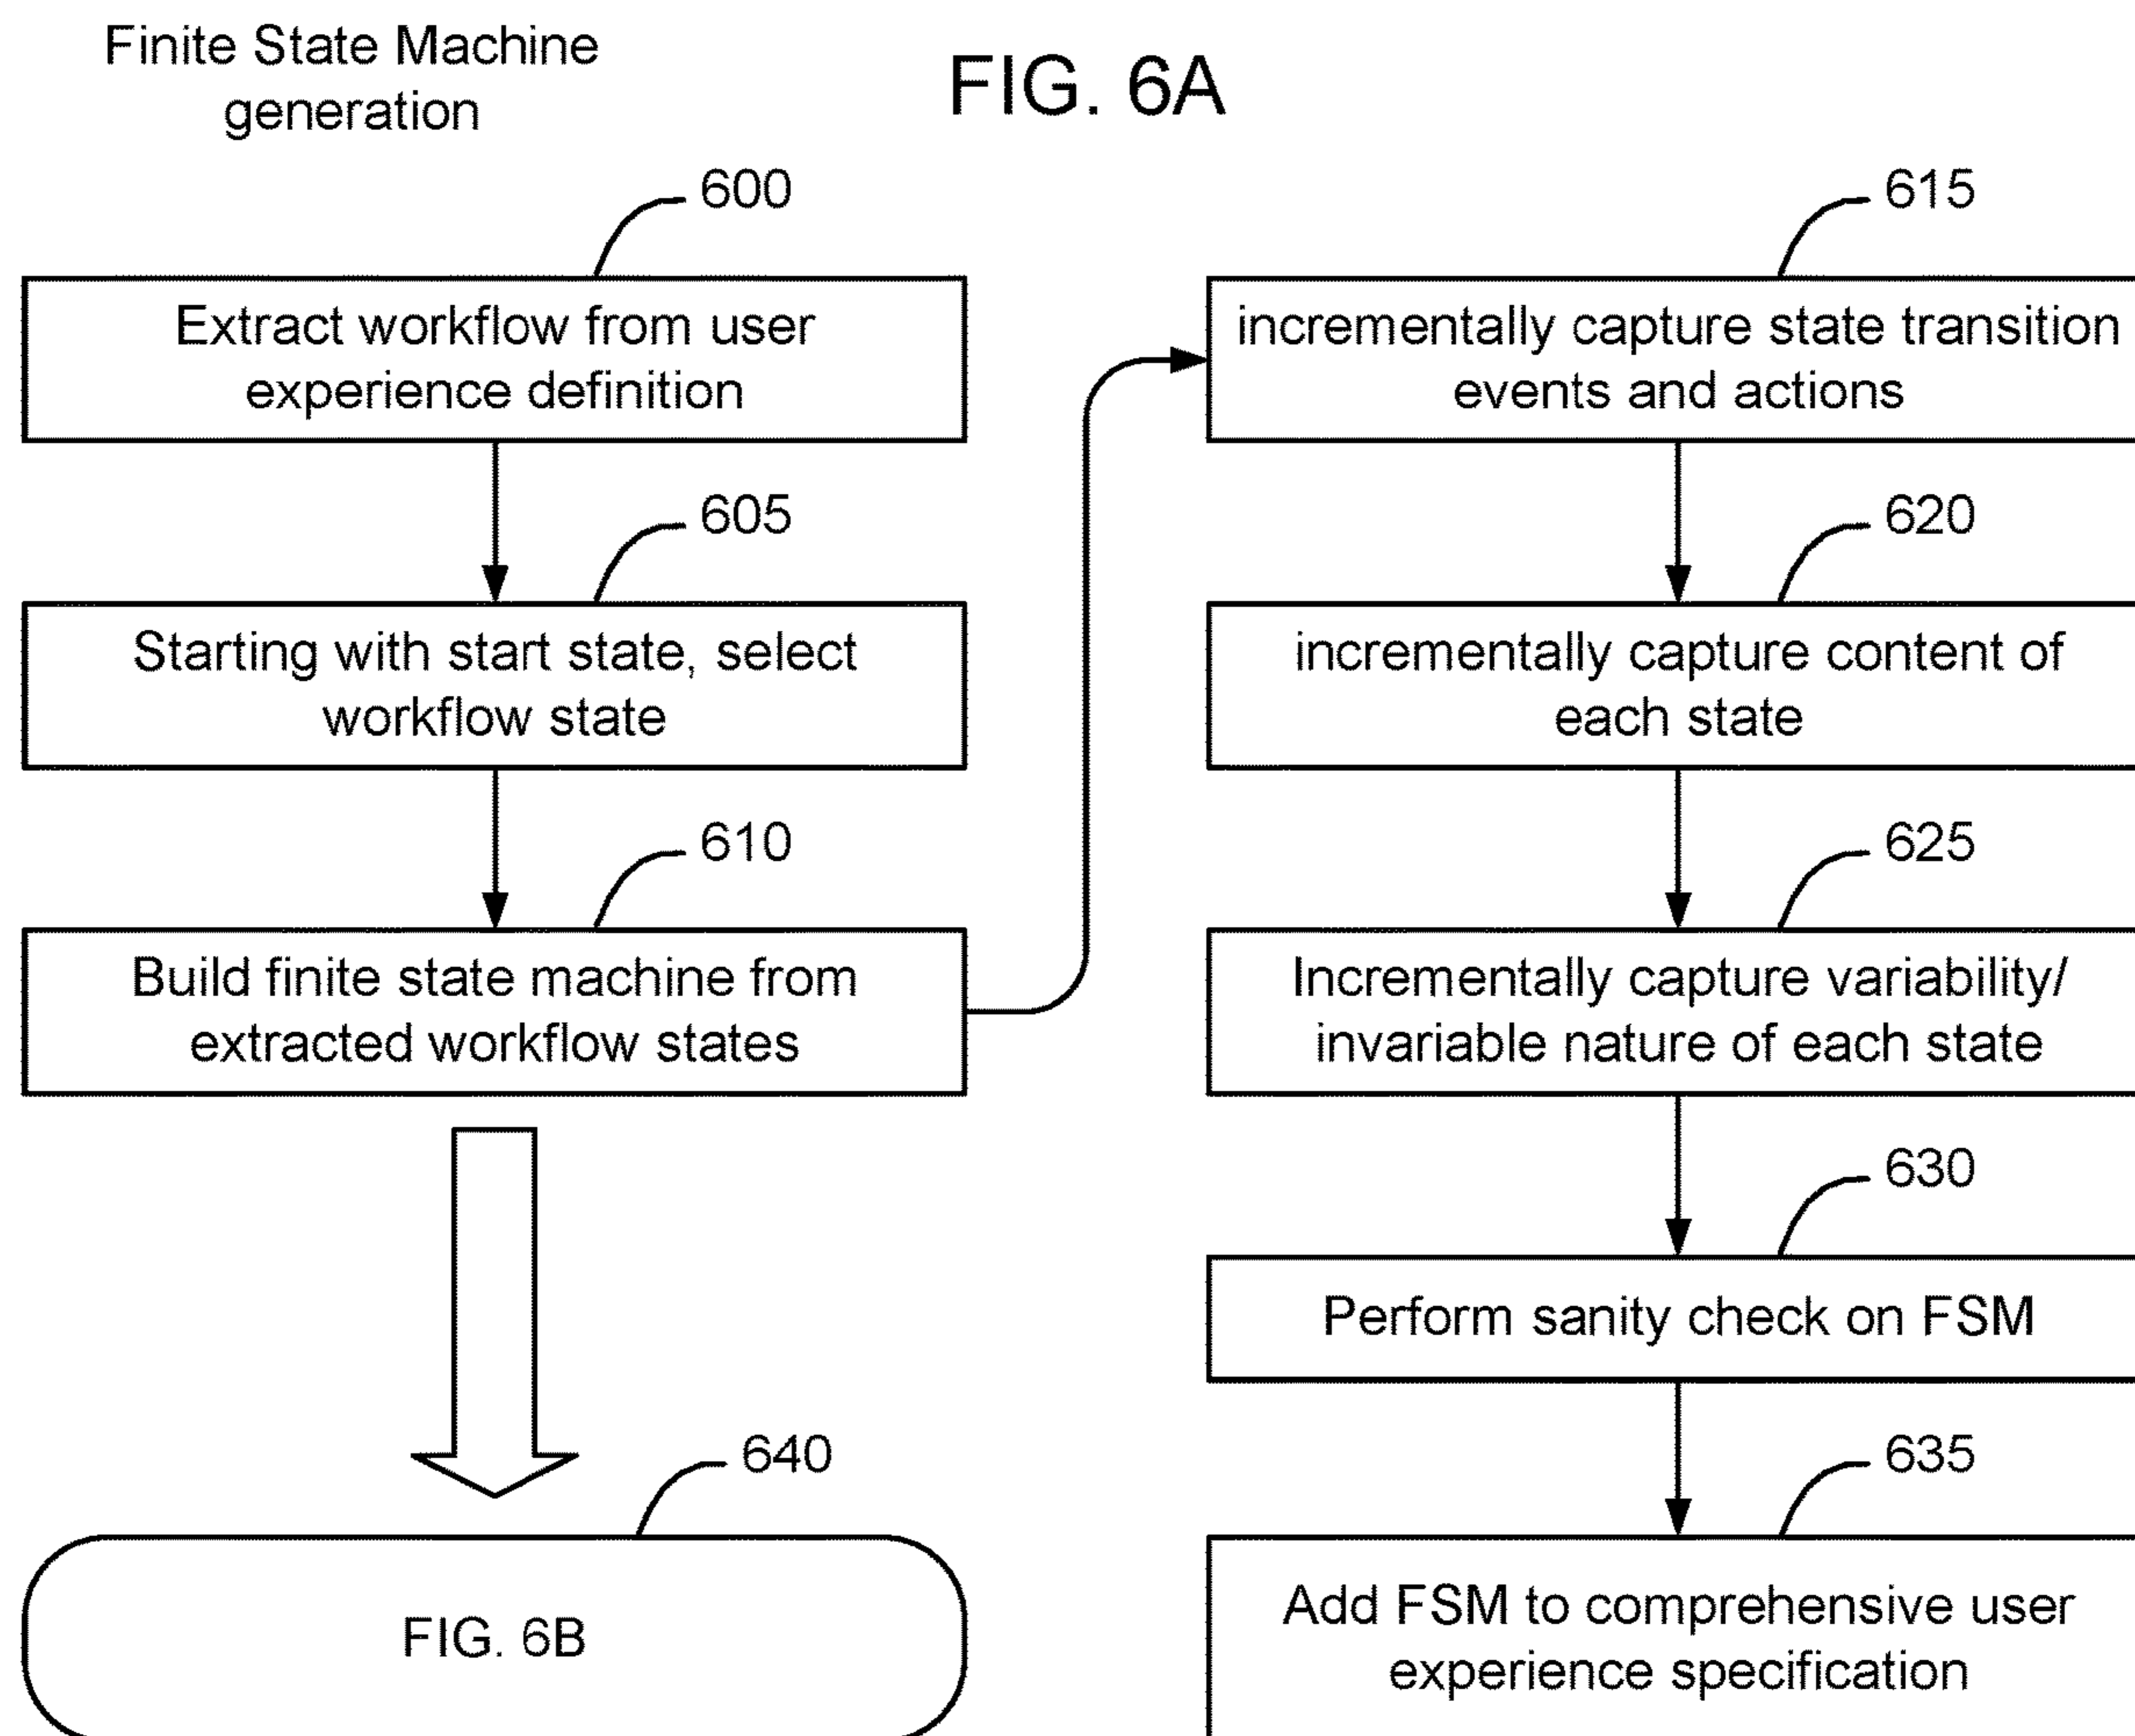 Finite State Machine
generation
FIG. 6A
600
Extract workflow from user
experience definition
605
Starting with start state, select
workflow state
610
Build finite state machine from
extracted workflow states
640
FIG. 6B
615
incrementally capture state transition
events and actions
620
incrementally capture content of
each state
625
Incrementally capture variability/
invariable nature of each state
630
Perform sanity check on FSM
635
Add FSM to comprehensive user
experience specification